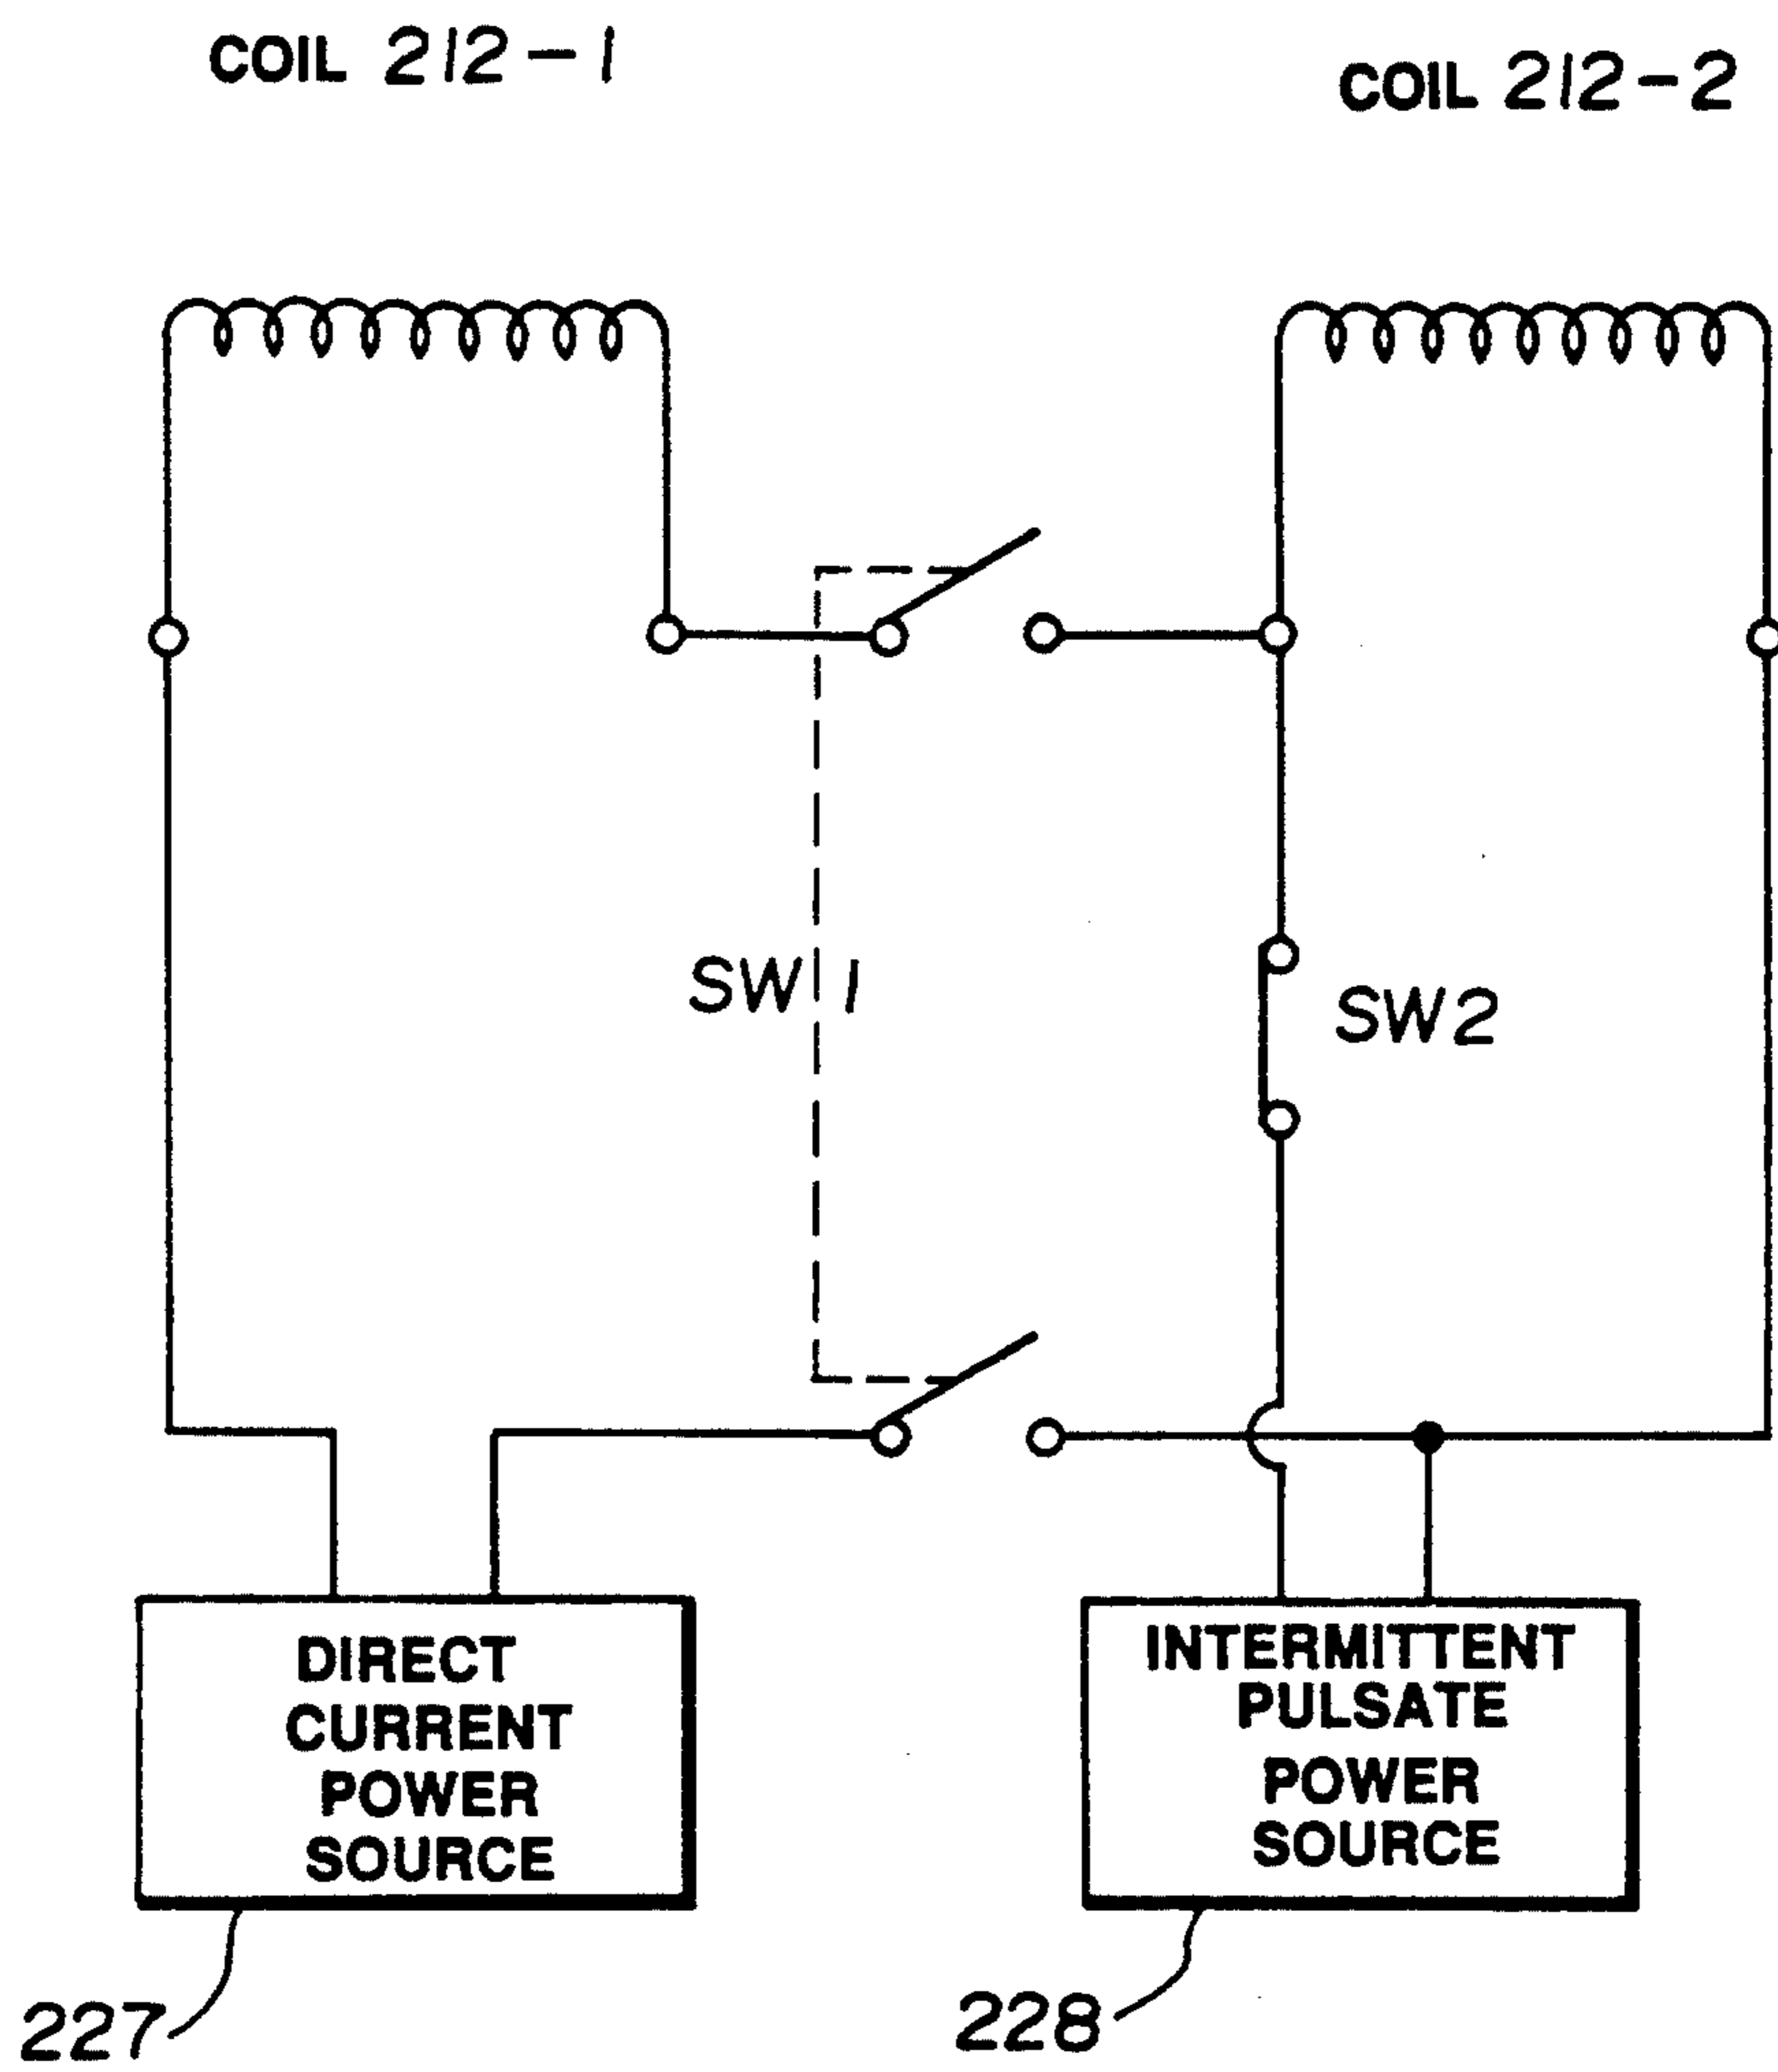 COIL 212-1
COIL 212-2
SW 1
SW2
DIRECT
CURRENT
POWER
SOURCE
INTERMITTENT
PULSATE
POWER
SOURCE
227
228